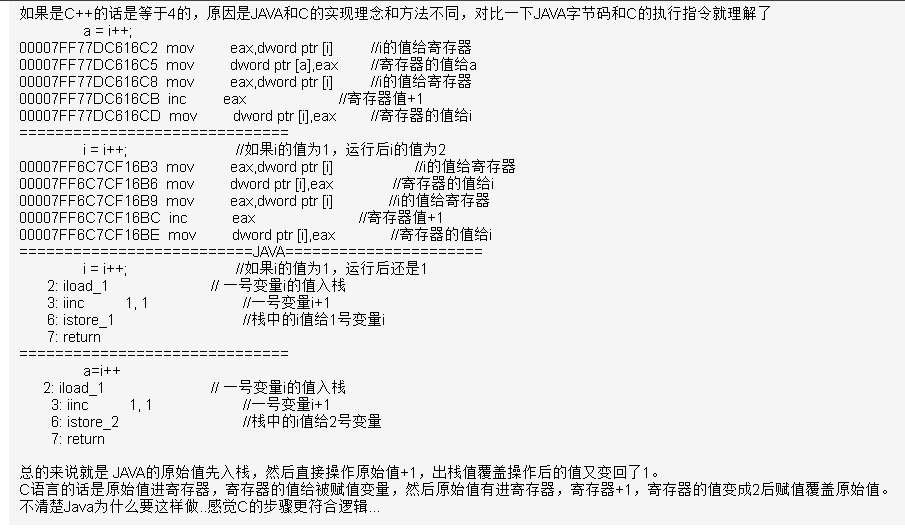 如果是C++的话是等于4的，原因是JAVA和C的实现理念和方法不同，对比一下JAVA字节码和C的执行指令就理解了
a = i++;
00007FF77DC616C2 mov eax,dword ptr [i] //i的值给寄存器
00007FF77DC616C5 mov dword ptr [a],eax //寄存器的值给a
00007FF77DC616C8 mov eax,dword ptr [i] //i的值给寄存器
00007FF77DC616CB inc eax //寄存器值+1
00007FF77DC616CD mov dword ptr [i],eax //寄存器的值给i
==============================
i = i++; //如果i的值为1，运行后i的值为2
00007FF6C7CF16B3 mov eax,dword ptr [i] //i的值给寄存器
00007FF6C7CF16B6 mov dword ptr [i],eax //寄存器的值给i
00007FF6C7CF16B9 mov eax,dword ptr [i] //i的值给寄存器
00007FF6C7CF16BC inc eax //寄存器值+1
00007FF6C7CF16BE mov dword ptr [i],eax //寄存器的值给i
==========================JAVA======================
i = i++; //如果i的值为1，运行后还是1
2: iload_1 // 一号变量i的值入栈
3: iinc 1, 1 //一号变量i+1
6: istore_1 //栈中的i值给1号变量i
7: return
==============================
a=i++
2: iload_1 // 一号变量i的值入栈
3: iinc 1, 1 //一号变量i+1
6: istore_2 //栈中i值给2号变量
7: return
总的来说就是 JAVA的原始值先入栈，然后直接操作原始值+1，出栈值覆盖操作后的值又变回了1。
C语言的话是原始值进寄存器，寄存器的值给被赋值变量，然后原始值有进寄存器，寄存器+1，寄存器的值变成2后赋值覆盖原始值。
不清楚Java为什么要这样做..感觉C的步骤更符合逻辑...